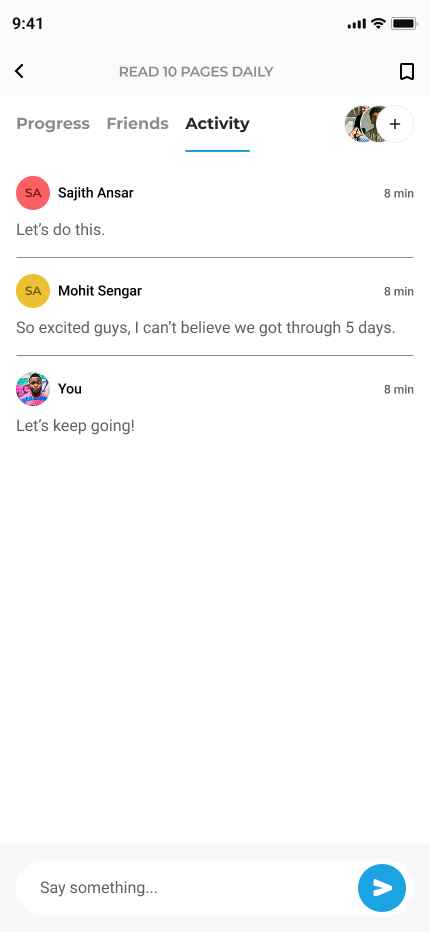 9:41
READ 10 PAGES DAILY
Progress Friends Activity
SA Sajith Ansar 8 min
Let’s do this.
SA Mohit Sengar 8 min
So excited guys, I can’t believe we got through 5 days.
You 8 min
Let’s keep going!
Say something...